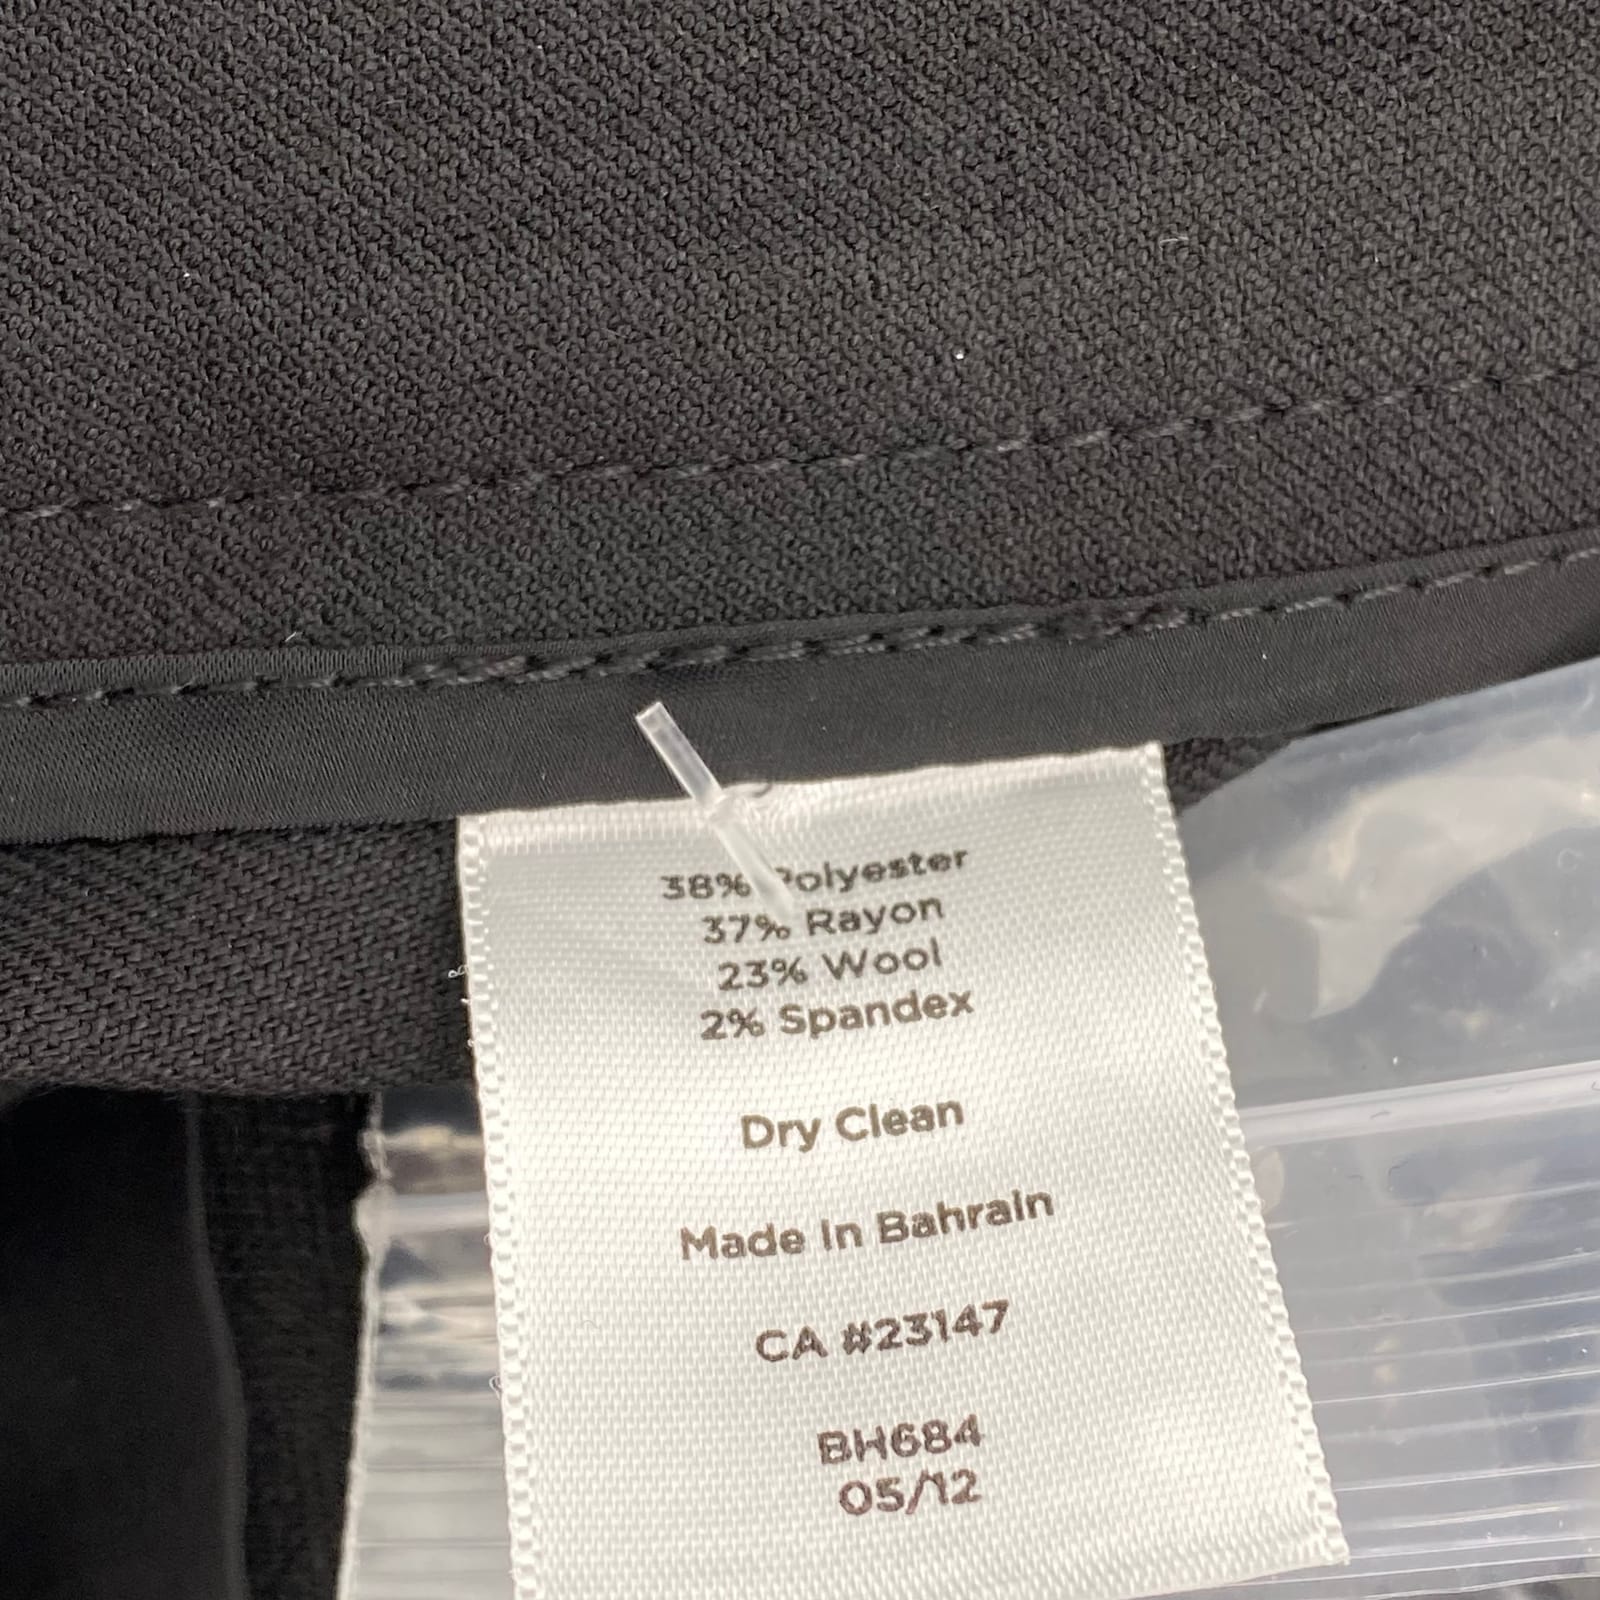 38% Polyester
37% Rayon
23% Wool
2% Spandex
Dry Clean
Made In Bahrain
CA #23147
BH684
05/12